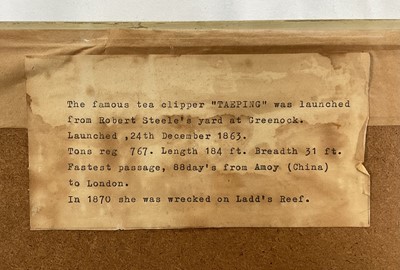 The famous tea clipper "TAEPING" was launched
from Robert Steele's yard at Greenock.
Launched ,24th December 1863.
Tons reg 767. Length 184 ft. Breadth 31 ft.
Fastest passage, 88day's from Amoy (China)
to London.
In 1870 she was wrecked on Ladd's Reef.